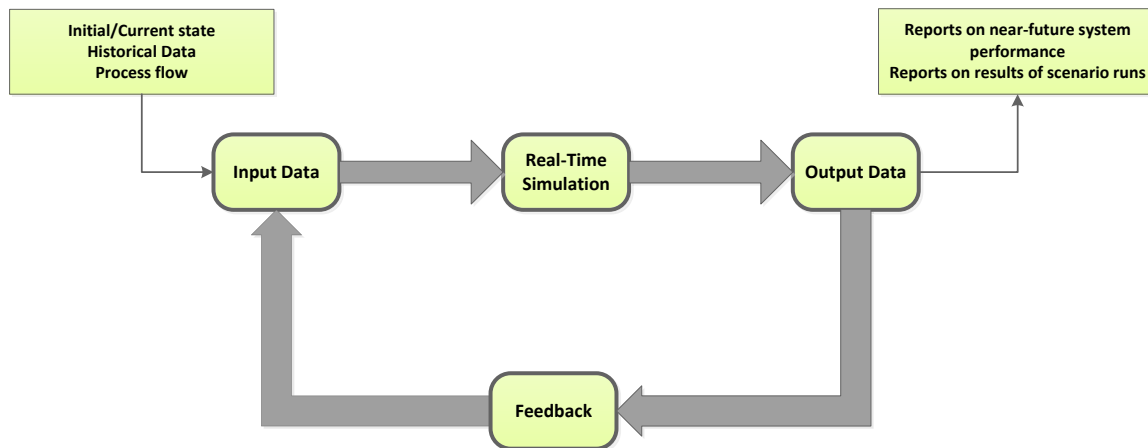 Initial/Current state
Historical Data
Process flow
Reports on near-future system
performance
Reports on results of scenario runs
Input Data
Real-Time
Simulation
Output Data
Feedback